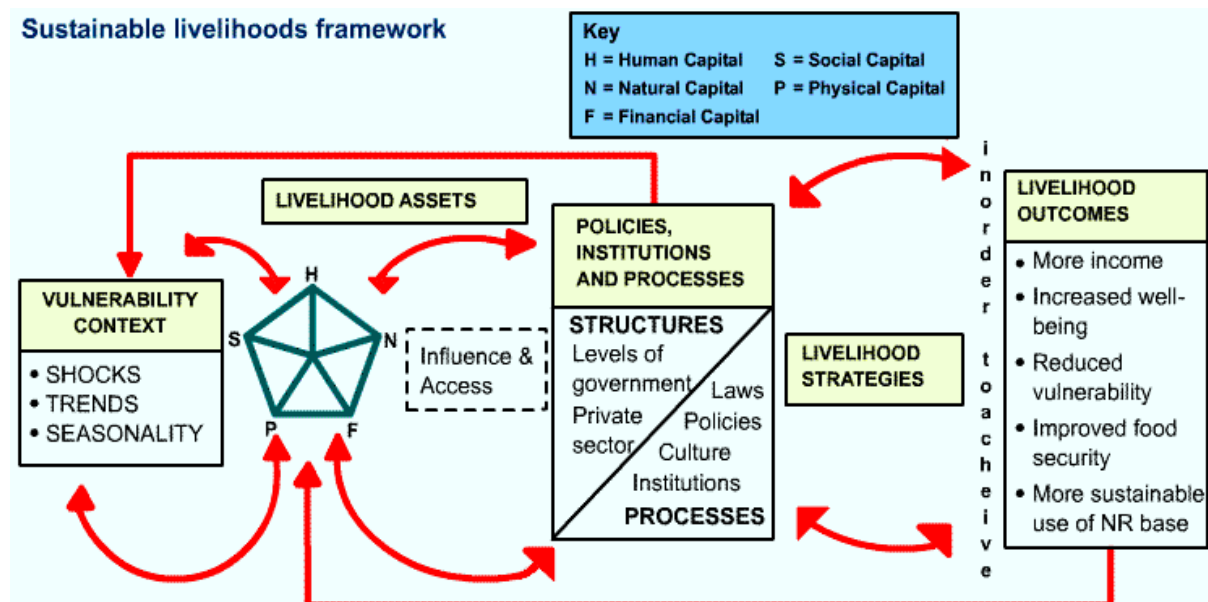 Sustainable livelihoods framework
Key
H = Human Capital S = Social Capital
N = Natural Capital P = Physical Capital
F = Financial Capital
LIVELIHOOD ASSETS
VULNERABILITY
CONTEXT
• SHOCKS
• TRENDS
• SEASONALITY
H
S
N
P
F
Influence &
Access
POLICIES,
INSTITUTIONS
AND PROCESSES
STRUCTURES
Levels of
government
Private
sector
Laws
Policies
Culture
Institutions
PROCESSES
LIVELIHOOD
STRATEGIES
inorder toacheive
LIVELIHOOD
OUTCOMES
• More income
• Increased well-
being
• Reduced
vulnerability
• Improved food
security
• More sustainable
use of NR base